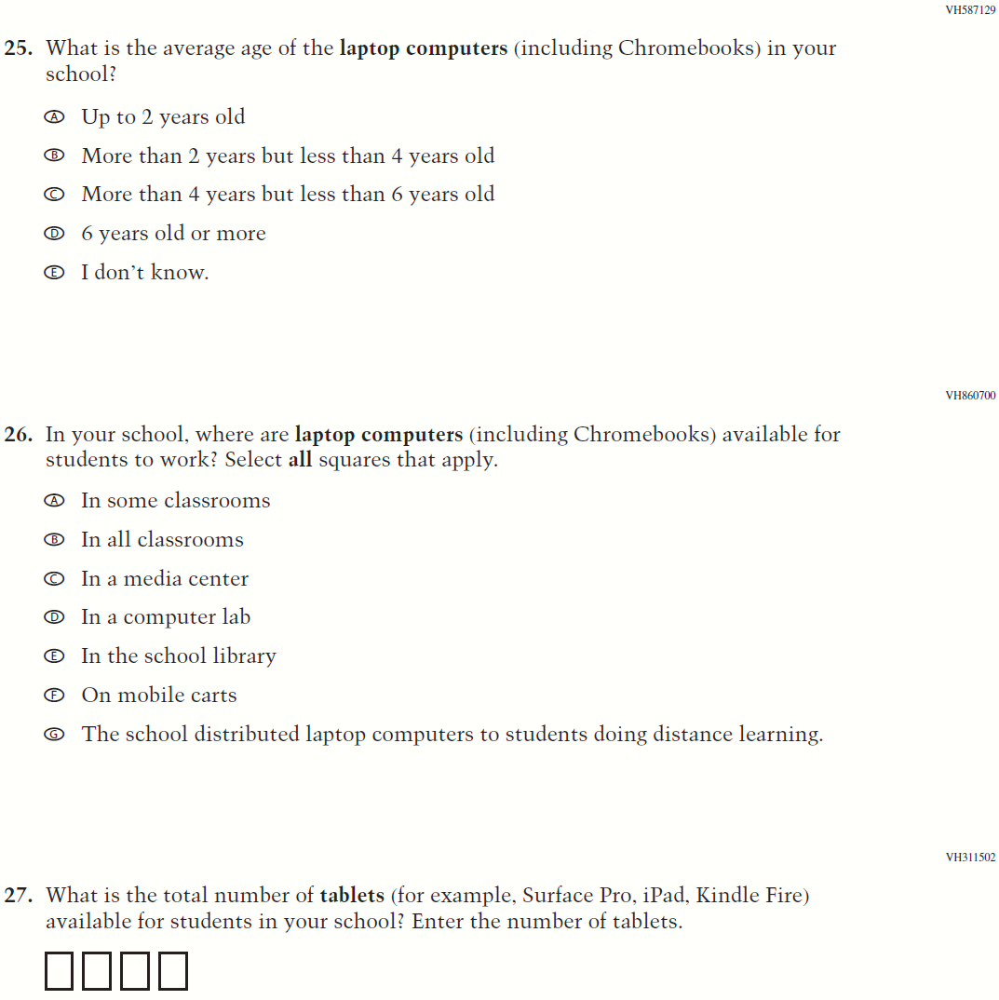 VH587129
25. What is the average age of the laptop computers (including Chromebooks) in your
school?
A Up to 2 years old
B More than 2 years but less than 4 years old
C More than 4 years but less than 6 years old
D 6 years old or more
E I don’t know.
VH860700
26. In your school, where are laptop computers (including Chromebooks) available for
students to work? Select all squares that apply.
A In some classrooms
B In all classrooms
C In a media center
D In a computer lab
E In the school library
F On mobile carts
G The school distributed laptop computers to students doing distance learning.
VH311502
27. What is the total number of tablets (for example, Surface Pro, iPad, Kindle Fire)
available for students in your school? Enter the number of tablets.